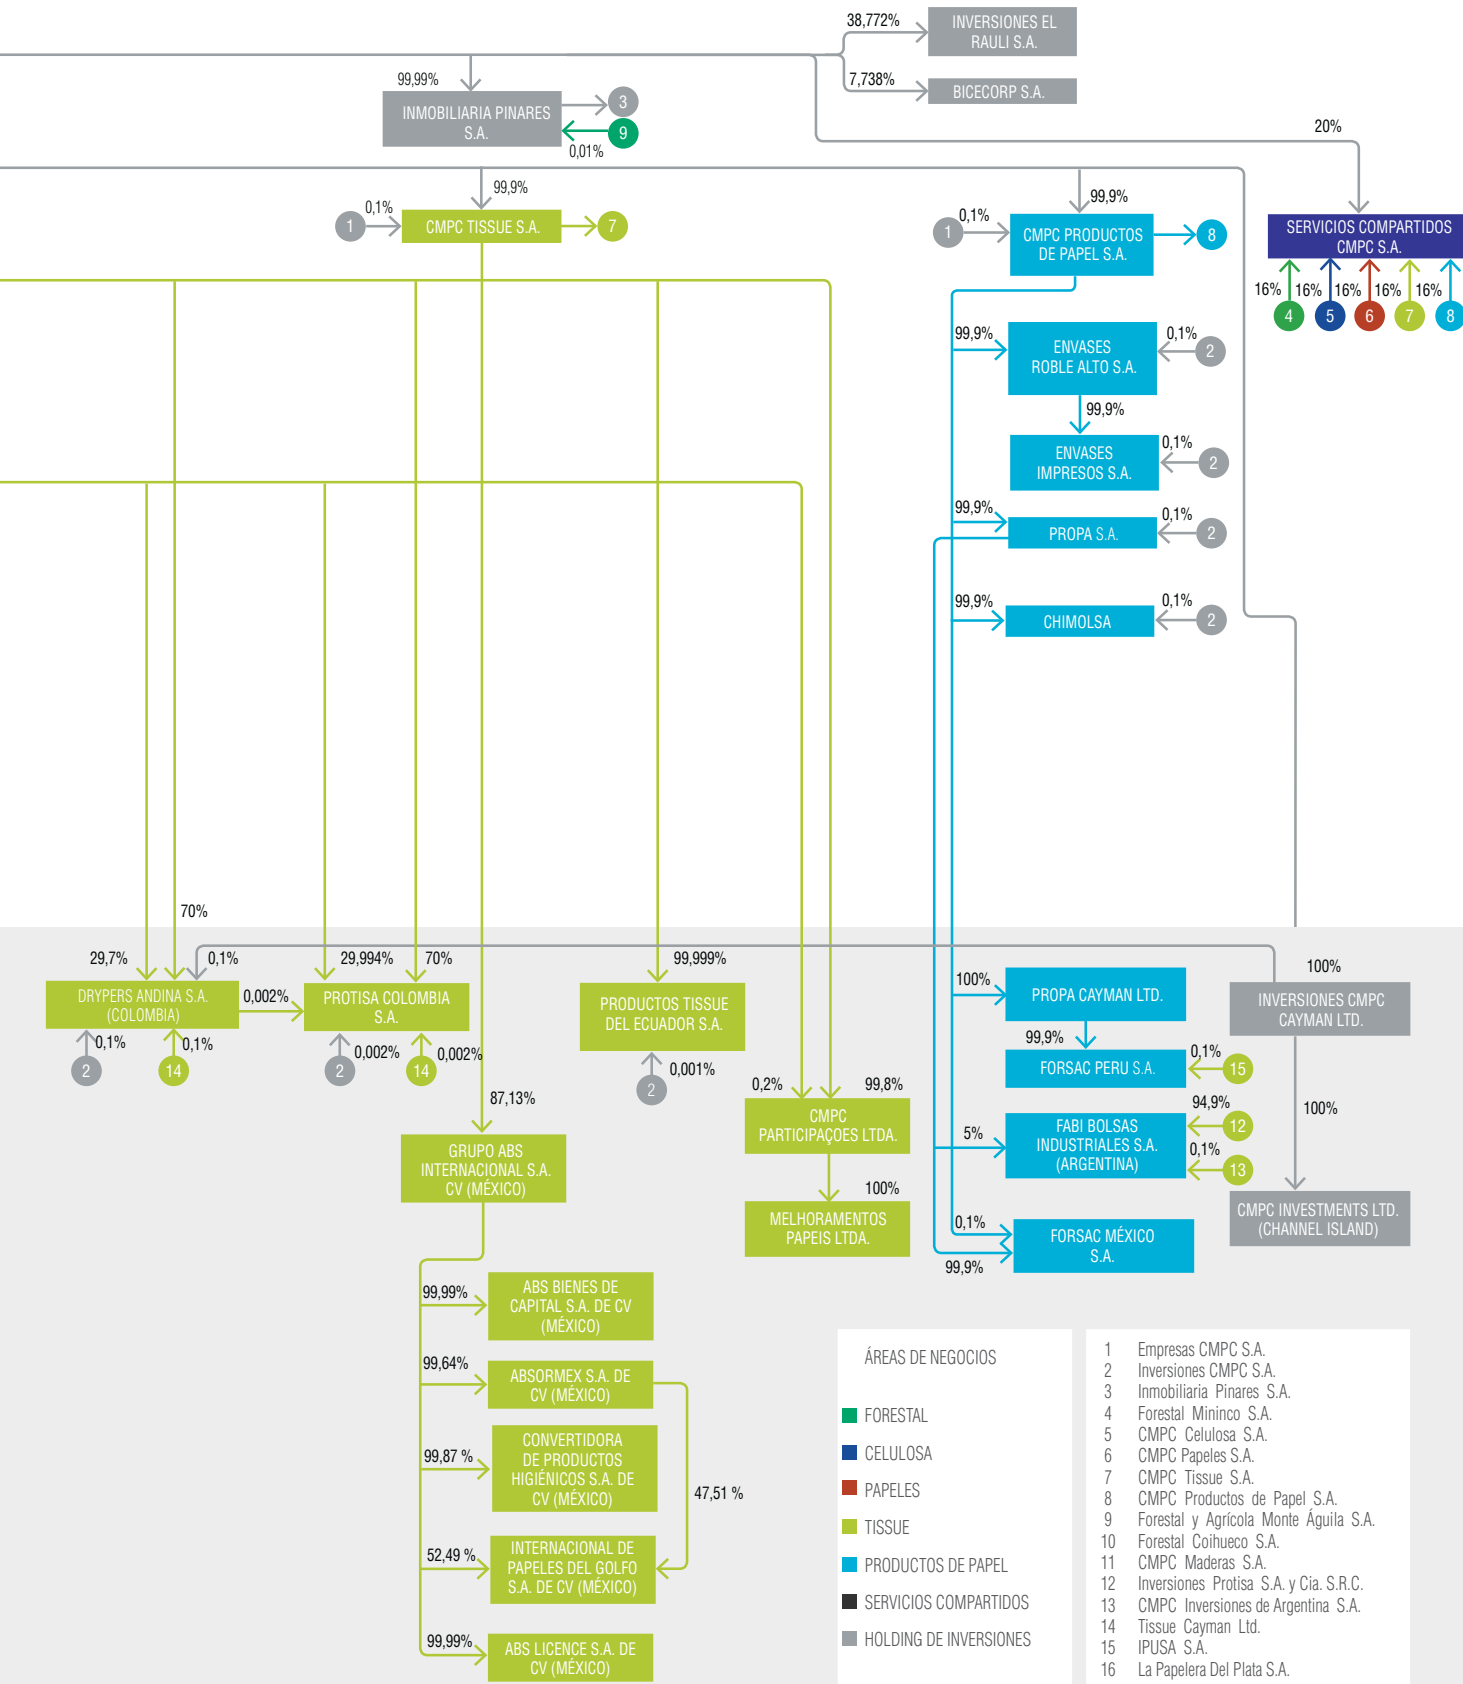 38,772%
INVERSIONES EL
RAULI S.A.
7,738%
BICECORP S.A.
99,99%
INMOBILIARIA PINARES
S.A.
3
9
0,01%
20%
99,9%
0,1%
1
CMPC TISSUE S.A.
7
99,9%
0,1%
1
CMPC PRODUCTOS
DE PAPEL S.A.
8
SERVICIOS COMPARTIDOS
CMPC S.A.
16%
16%
16%
16%
16%
4
5
6
7
8
99,9%
ENVASES
ROBLE ALTO S.A.
0,1%
2
99,9%
ENVASES
IMPRESOS S.A.
0,1%
2
99,9%
PROPA S.A.
0,1%
2
99,9%
CHIMOLSA
0,1%
2
70%
29,7%
0,1%
DRYPERS ANDINA S.A.
(COLOMBIA)
0,1%
2
0,1%
14
0,002%
29,994%
70%
PROTISA COLOMBIA
S.A.
0,002%
2
0,002%
14
99,999%
PRODUCTOS TISSUE
DEL ECUADOR S.A.
0,001%
2
0,2%
99,8%
CMPC
PARTICIPAÇOES LTDA.
100%
MELHORAMENTOS
PAPEIS LTDA.
100%
PROPA CAYMAN LTD.
99,9%
FORSAC PERU S.A.
0,1%
15
5%
FABI BOLSAS
INDUSTRIALES S.A.
(ARGENTINA)
94,9%
12
0,1%
13
0,1%
FORSAC MÉXICO
S.A.
99,9%
100%
INVERSIONES CMPC
CAYMAN LTD.
100%
CMPC INVESTMENTS LTD.
(CHANNEL ISLAND)
87,13%
GRUPO ABS
INTERNACIONAL S.A.
CV (MÉXICO)
99,99%
ABS BIENES DE
CAPITAL S.A. DE CV
(MÉXICO)
99,64%
ABSORMEX S.A. DE
CV (MÉXICO)
99,87 %
CONVERTIDORA
DE PRODUCTOS
HIGIÉNICOS S.A. DE
CV (MÉXICO)
47,51 %
52,49 %
INTERNACIONAL DE
PAPELES DEL GOLFO
S.A. DE CV (MÉXICO)
99,99%
ABS LICENCE S.A. DE
CV (MÉXICO)
ÁREAS DE NEGOCIOS
FORESTAL
CELULOSA
PAPELES
TISSUE
PRODUCTOS DE PAPEL
SERVICIOS COMPARTIDOS
HOLDING DE INVERSIONES
1 Empresas CMPC S.A.
2 Inversiones CMPC S.A.
3 Inmobiliaria Pinares S.A.
4 Forestal Mininco S.A.
5 CMPC Celulosa S.A.
6 CMPC Papeles S.A.
7 CMPC Tissue S.A.
8 CMPC Productos de Papel S.A.
9 Forestal y Agrícola Monte Águila S.A.
10 Forestal Coihueco S.A.
11 CMPC Maderas S.A.
12 Inversiones Protisa S.A. y Cia. S.R.C.
13 CMPC Inversiones de Argentina S.A.
14 Tissue Cayman Ltd.
15 IPUSA S.A.
16 La Papelera Del Plata S.A.